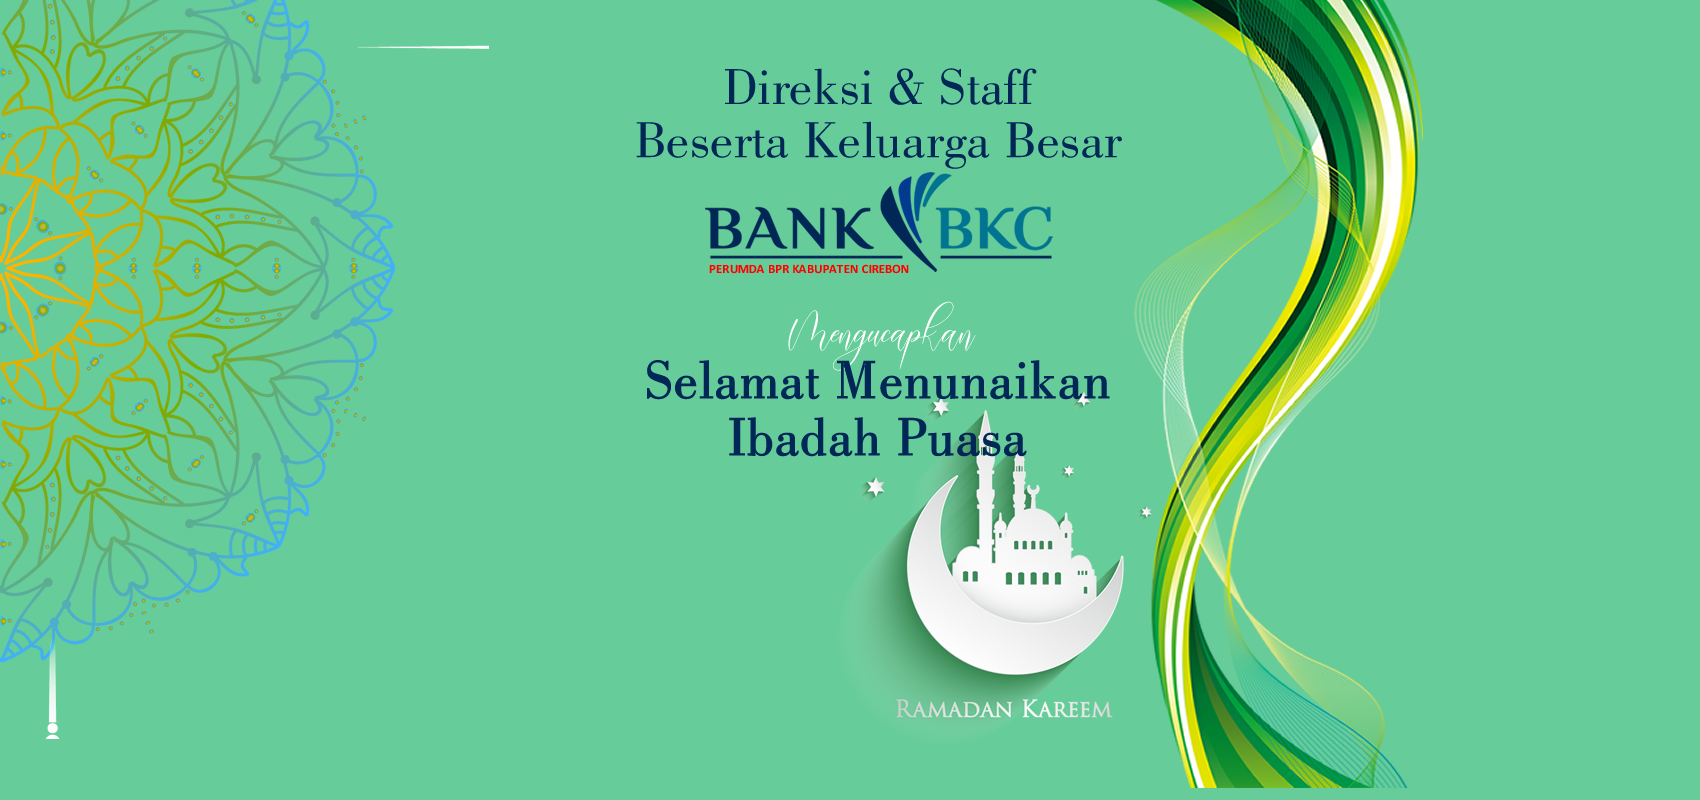 Direksi & Staff
Beserta Keluarga Besar
BANK BKC
PERUMDA BPR KABUPATEN CIREBON
Mengucapkan
Selamat Menunaikan
Ibadah Puasa
RAMADAN KAREEM